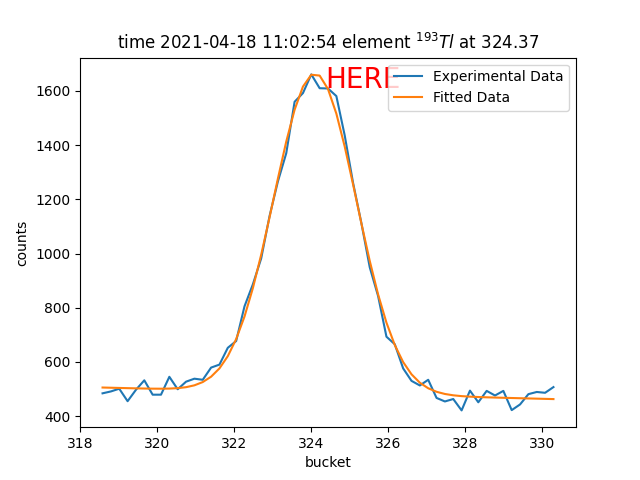 time 2021-04-18 11:02:54 element ¹⁹³Tl at 324.37
HERE
Experimental Data
Fitted Data
1600
1400
1200
1000
800
600
400
counts
318 320 322 324 326 328 330
bucket